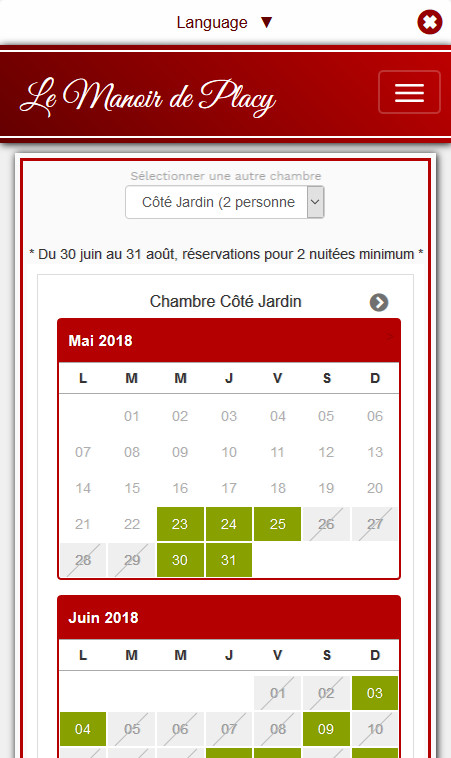 Language ▼
Le Manoir de Placy
Sélectionner une autre chambre
Côté Jardin (2 personne
* Du 30 juin au 31 août, réservations pour 2 nuitées minimum *
Chambre Côté Jardin
Mai 2018
L M M J V S D
01 02 03 04 05 06
07 08 09 10 11 12 13
14 15 16 17 18 19 20
21 22 23 24 25 26 27
28 29 30 31
Juin 2018
L M M J V S D
01 02 03
04 05 06 07 08 09 10